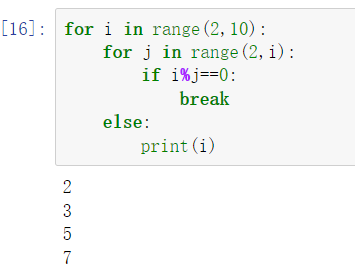 [16]: for i in range(2,10):
    for j in range(2,i):
        if i%j==0:
            break
    else:
        print(i)
2
3
5
7